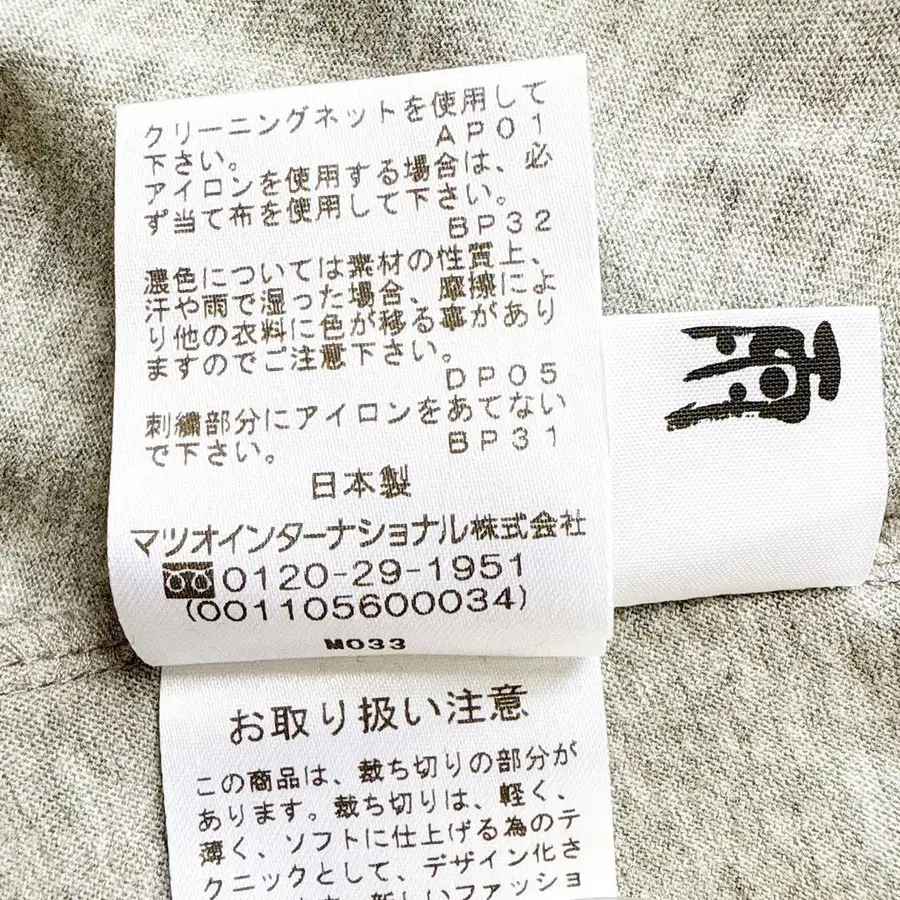 クリーニングネットを使用して
下さい。 AP01
アイロンを使用する場合は、必
ず当て布を使用して下さい。
BP32
濃色については素材の性質上、
汗や雨で湿った場合、摩擦によ
り他の衣料に色が移る事があり
ますのでご注意下さい。
DP05
刺繍部分にアイロンをあてない
で下さい。 BP31
日本製
マツオインターナショナル株式会社
0120-29-1951
(001105600034)
M033
お取り扱い注意
この商品は、裁ち切りの部分が
あります。裁ち切りは、軽く、
薄く、ソフトに仕上げる為のテ
クニックとして、デザイン化さ
新しいファッショ